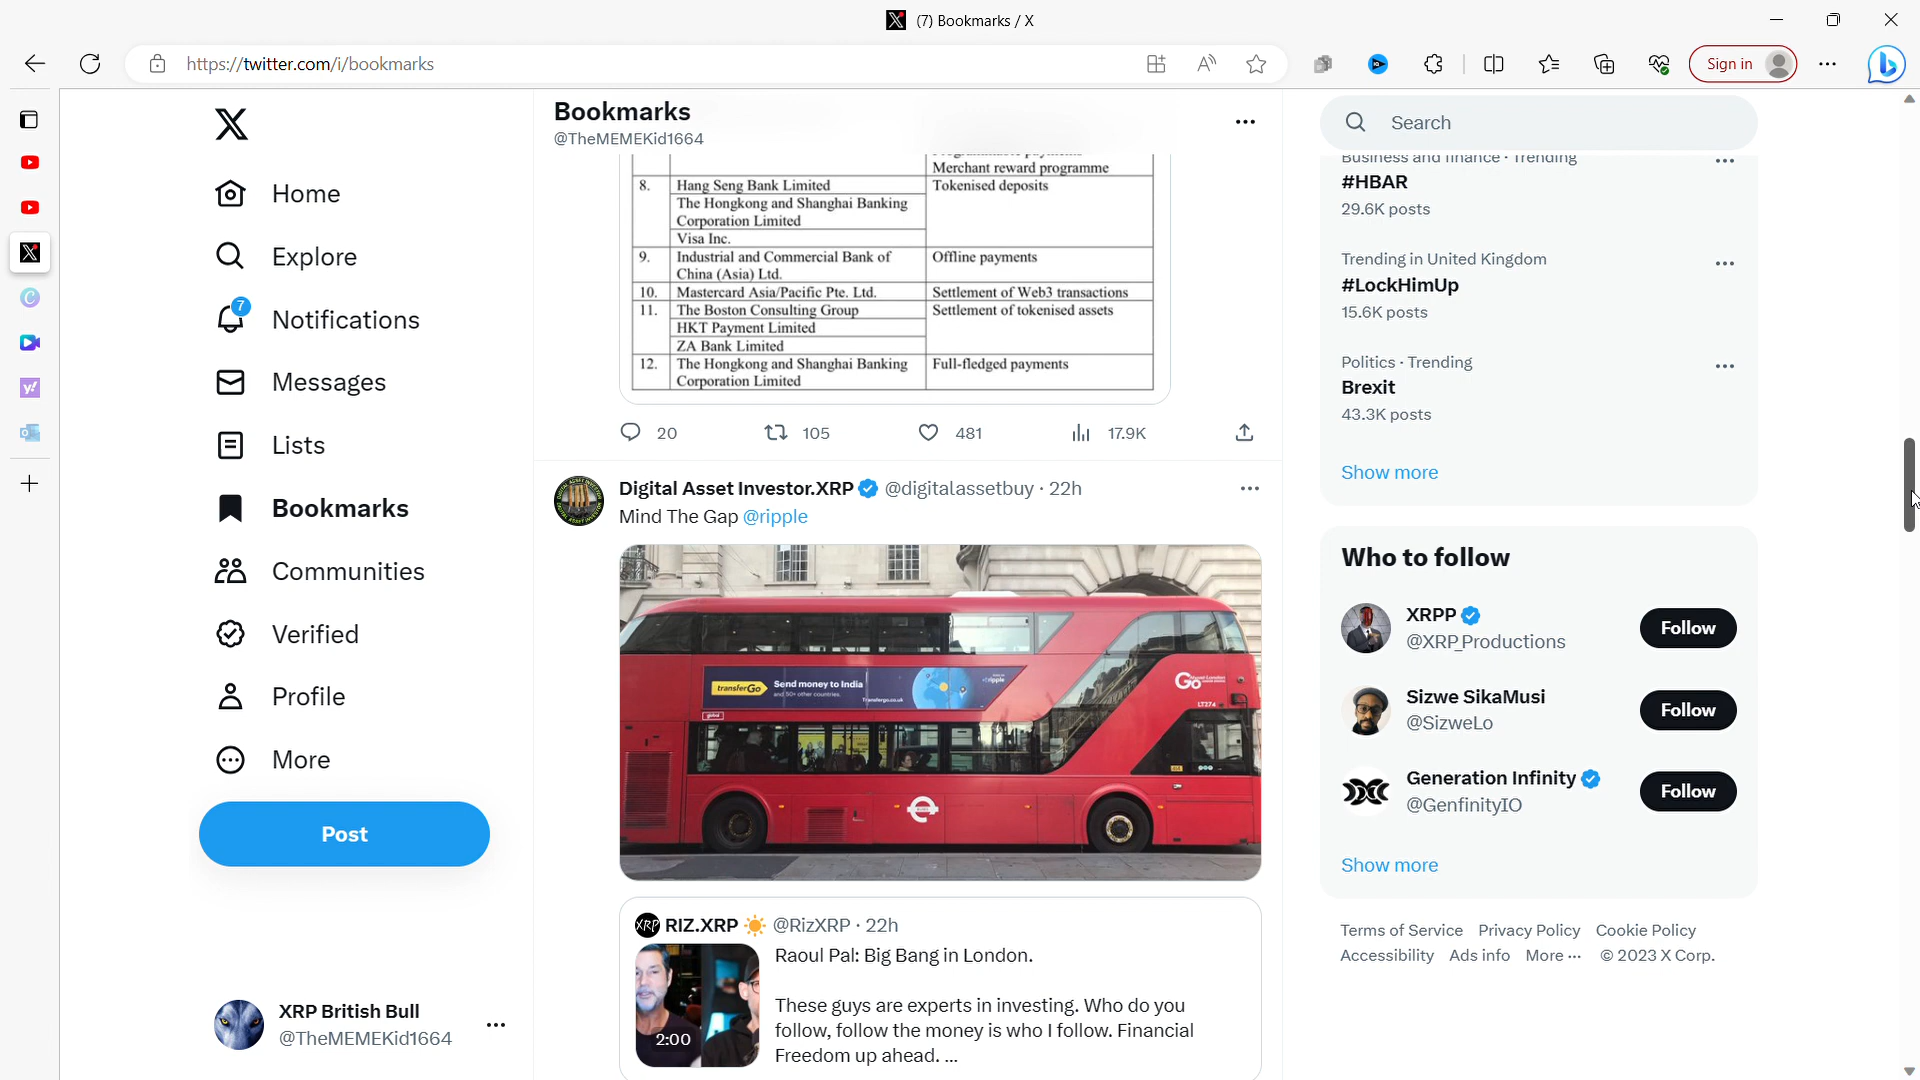 (7) Bookmarks / X
https://twitter.com/i/bookmarks
Sign in
Home
Explore
7
Notifications
Messages
Lists
Bookmarks
Communities
Verified
Profile
More
Post
XRP British Bull
@TheMEMEKid1664
Bookmarks
@TheMEMEKid1664
Merchant reward programme
8. Hang Seng Bank Limited Tokenised deposits
The Hongkong and Shanghai Banking
Corporation Limited
Visa Inc.
9. Industrial and Commercial Bank of Offline payments
China (Asia) Ltd.
10. Mastercard Asia/Pacific Pte. Ltd. Settlement of Web3 transactions
11. The Boston Consulting Group Settlement of tokenised assets
HKT Payment Limited
ZA Bank Limited
12. The Hongkong and Shanghai Banking Full-fledged payments
Corporation Limited
20 105 481 17.9K
Digital Asset Investor.XRP @digitalassetbuy · 22h
Mind The Gap @ripple
transferGo
Send money to India
and 50+ other countries.
ripple
Go
LT274
RIZ.XRP @RizXRP · 22h
Raoul Pal: Big Bang in London.
These guys are experts in investing. Who do you
follow, follow the money is who I follow. Financial
Freedom up ahead. ...
2:00
Search
Business and finance · Trending
#HBAR
29.6K posts
Trending in United Kingdom
#LockHimUp
15.6K posts
Politics · Trending
Brexit
43.3K posts
Show more
Who to follow
XRPP
@XRP_Productions
Follow
Sizwe SikaMusi
@SizweLo
Follow
Generation Infinity
@GenfinityIO
Follow
Show more
Terms of Service Privacy Policy Cookie Policy
Accessibility Ads info More ··· © 2023 X Corp.